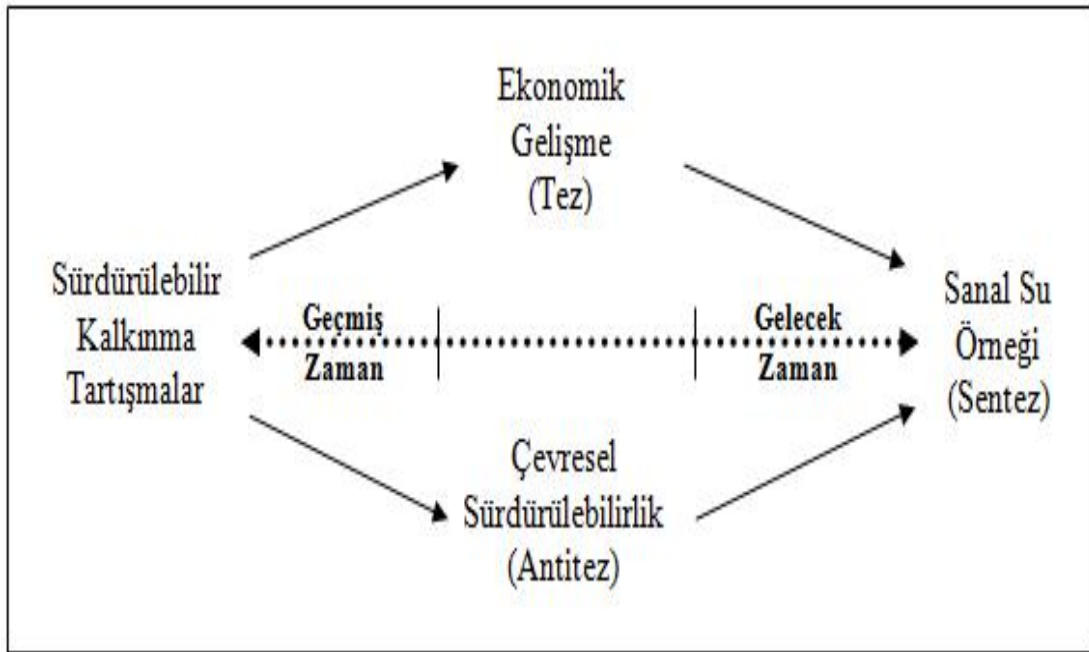 Ekonomik
Gelişme
(Tez)
Sürdürülebilir
Kalkınma
Tartışmalar
Geçmiş
Zaman
Gelecek
Zaman
Sanal Su
Örneği
(Sentez)
Çevresel
Sürdürülebilirlik
(Antitez)